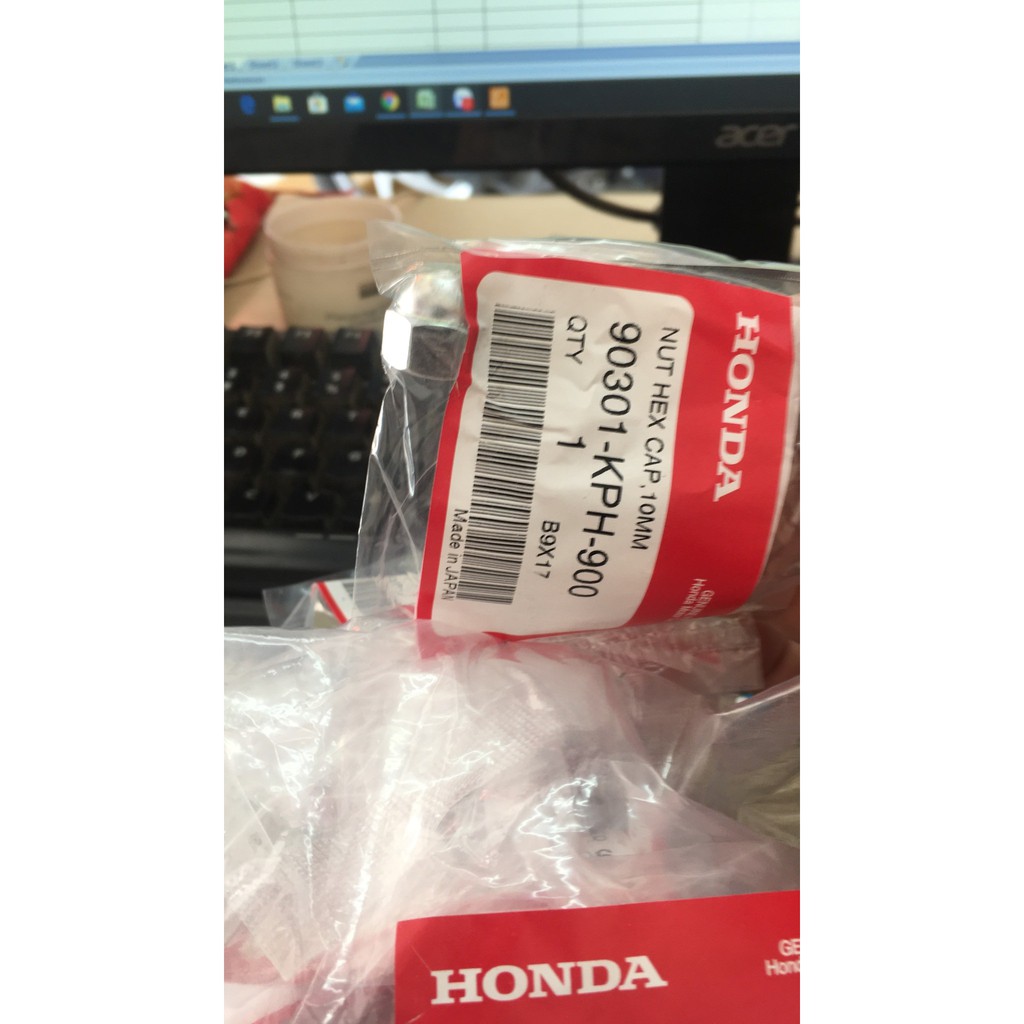 acer
HONDA
NUT HEX CAP,10MM
90301-KPH-900
QTY 1
B9X17
Made in JAPAN
HONDA